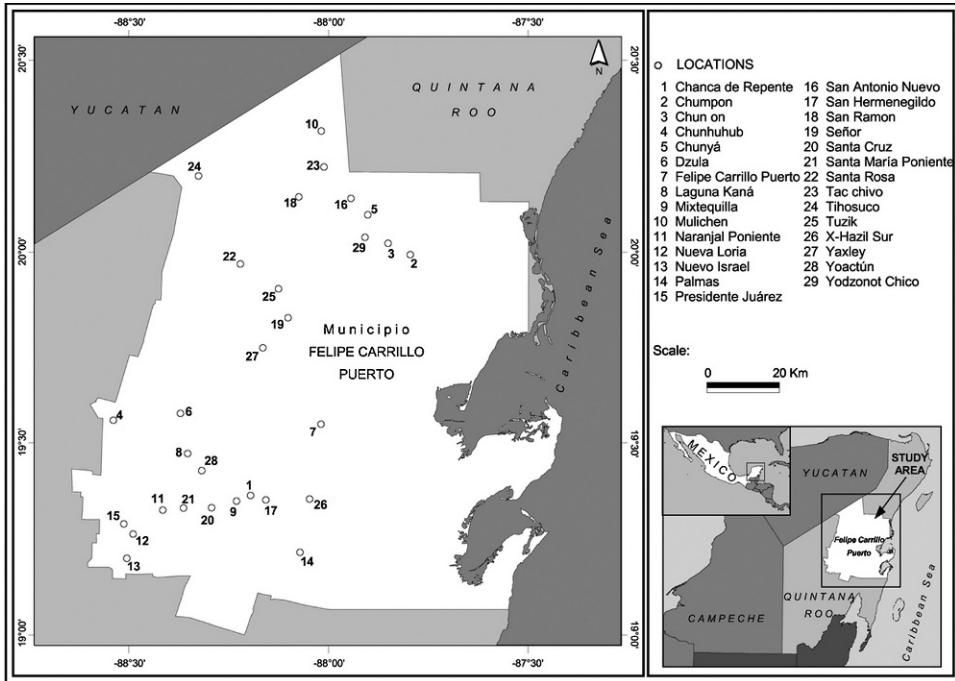 -88°30' -88°00' -87°30'
20°30' 20°30'
N
YUCATAN
QUINTANA
ROO
10
23
24
18
16
5
29
3
2
22
25
19
27
Municipio
FELIPE CARRILLO
PUERTO
Caribbean Sea
20°00' 20°00'
4
6
7
8
28
19°30' 19°30'
1
11
21
20
9
17
26
15
12
13
14
19°00' 19°00'
-88°30' -88°00' -87°30'
LOCATIONS
1 Chanca de Repente
2 Chumpon
3 Chun on
4 Chunhuhub
5 Chunyá
6 Dzula
7 Felipe Carrillo Puerto
8 Laguna Kaná
9 Mixtequilla
10 Mulichen
11 Naranjal Poniente
12 Nueva Loria
13 Nuevo Israel
14 Palmas
15 Presidente Juárez
16 San Antonio Nuevo
17 San Hermenegildo
18 San Ramon
19 Señor
20 Santa Cruz
21 Santa María Poniente
22 Santa Rosa
23 Tac chivo
24 Tihosuco
25 Tuzik
26 X-Hazil Sur
27 Yaxley
28 Yoactún
29 Yodzonot Chico
Scale:
0 20 Km
MEXICO
YUCATAN
STUDY
AREA
Felipe Carrillo
Puerto
QUINTANA
ROO
CAMPECHE
Caribbean Sea